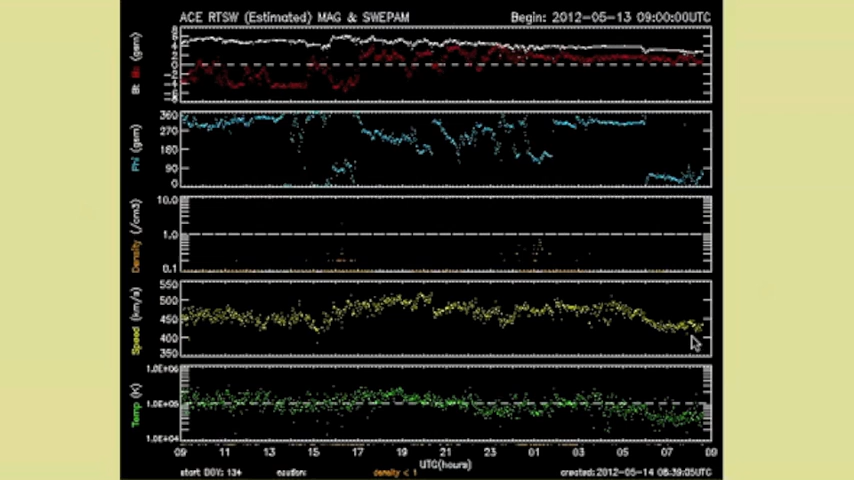 ACE RTSW (Estimated) MAG & SWEPAM Begin: 2012-05-13 09:00:00UTC
Bt Bz (gsm)
Phi (gsm)
360
270
180
90
0
Density (/cm3)
10.0
1.0
0.1
Speed (km/s)
550
500
450
400
350
Temp (K)
1.0E+06
1.0E+05
1.0E+04
09 11 13 15 17 19 21 23 01 03 05 07 09
UTC(hours)
start DOY: 134 caution: density < 1 created: 2012-05-14 08:39:05UTC